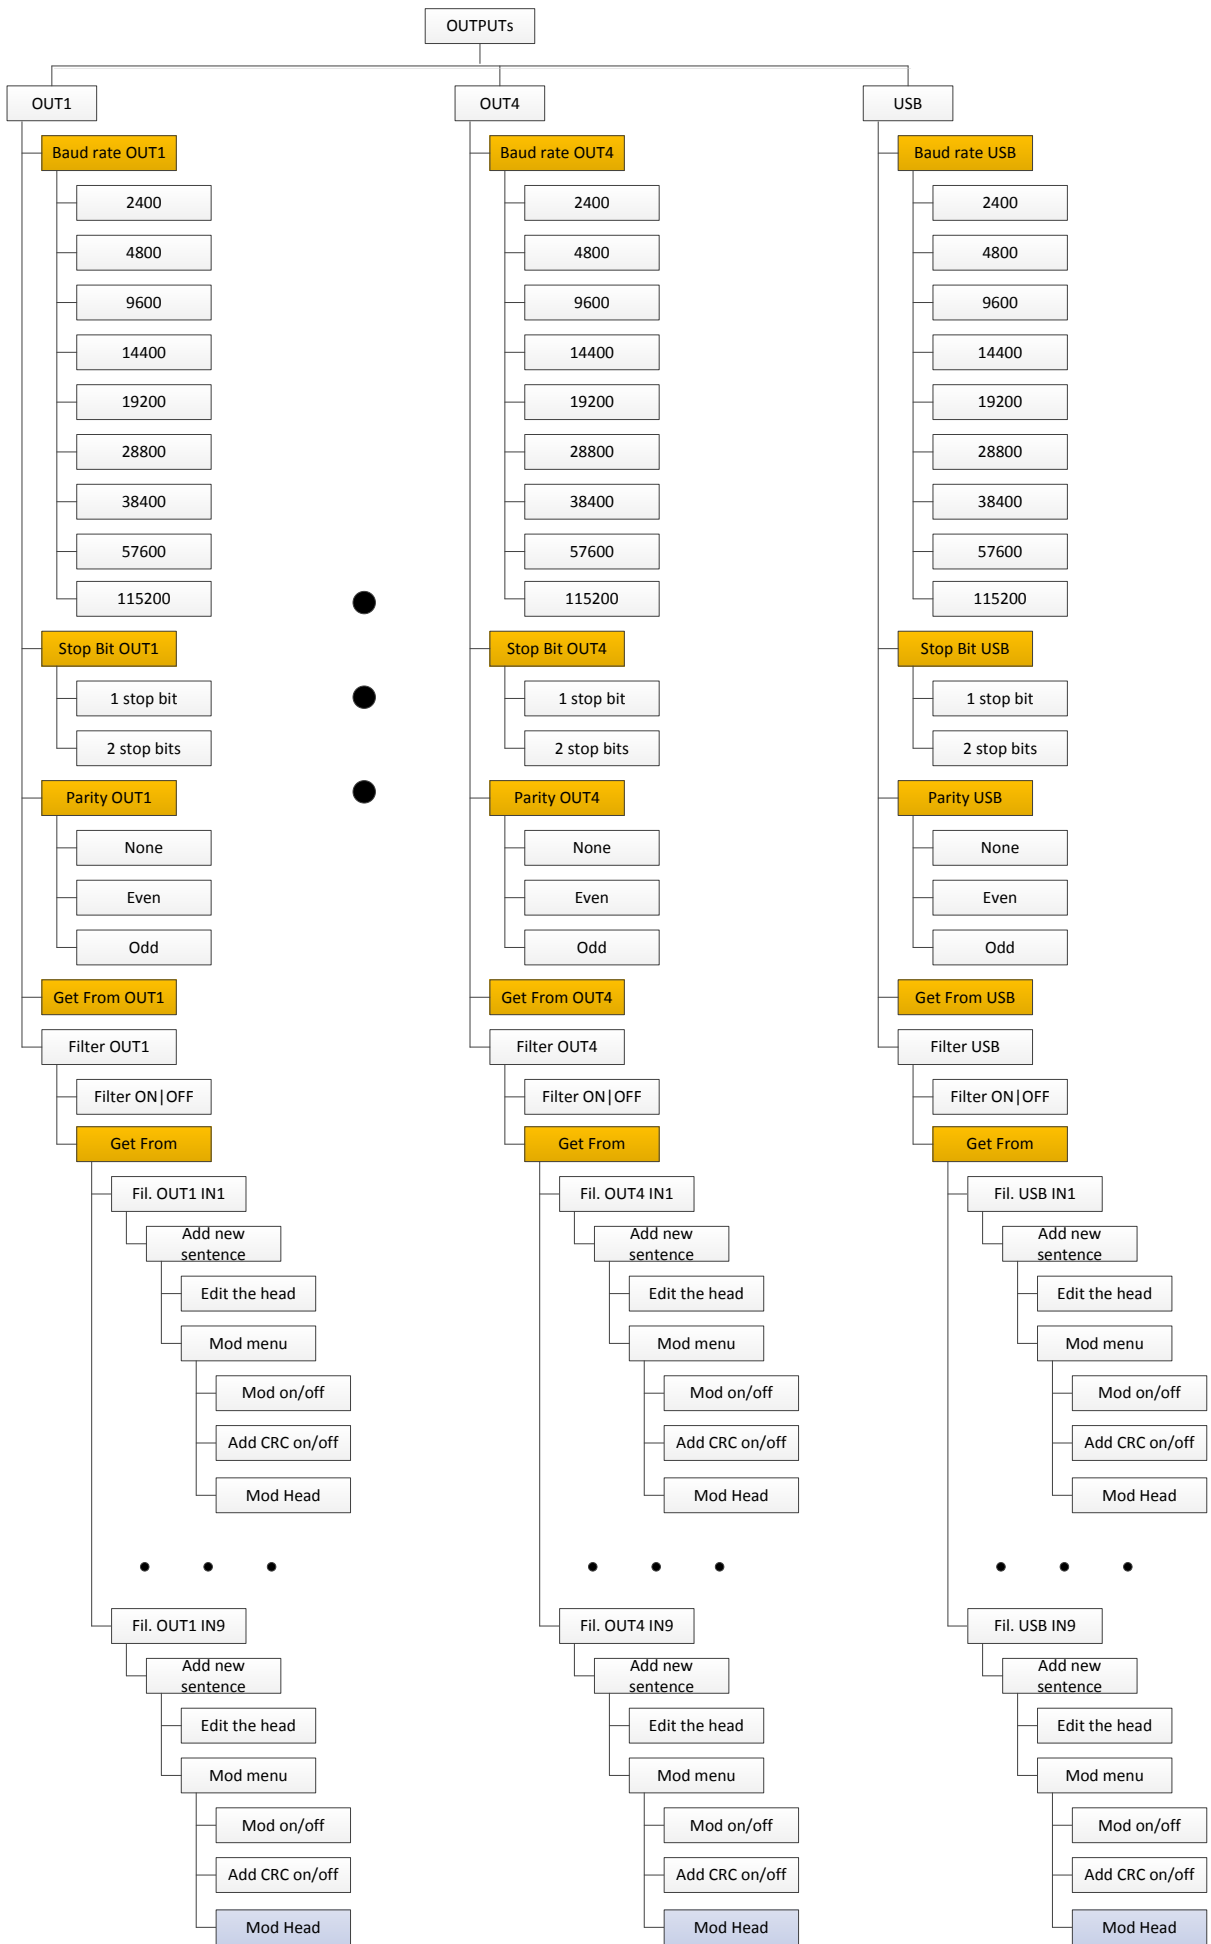 OUTPUTs
OUT1
Baud rate OUT1
2400
4800
9600
14400
19200
28800
38400
57600
115200
Stop Bit OUT1
1 stop bit
2 stop bits
Parity OUT1
None
Even
Odd
Get From OUT1
Filter OUT1
Filter ON|OFF
Get From
Fil. OUT1 IN1
Add new
sentence
Edit the head
Mod menu
Mod on/off
Add CRC on/off
Mod Head
Fil. OUT1 IN9
Add new
sentence
Edit the head
Mod menu
Mod on/off
Add CRC on/off
Mod Head
OUT4
Baud rate OUT4
2400
4800
9600
14400
19200
28800
38400
57600
115200
Stop Bit OUT4
1 stop bit
2 stop bits
Parity OUT4
None
Even
Odd
Get From OUT4
Filter OUT4
Filter ON|OFF
Get From
Fil. OUT4 IN1
Add new
sentence
Edit the head
Mod menu
Mod on/off
Add CRC on/off
Mod Head
Fil. OUT4 IN9
Add new
sentence
Edit the head
Mod menu
Mod on/off
Add CRC on/off
Mod Head
USB
Baud rate USB
2400
4800
9600
14400
19200
28800
38400
57600
115200
Stop Bit USB
1 stop bit
2 stop bits
Parity USB
None
Even
Odd
Get From USB
Filter USB
Filter ON|OFF
Get From
Fil. USB IN1
Add new
sentence
Edit the head
Mod menu
Mod on/off
Add CRC on/off
Mod Head
Fil. USB IN9
Add new
sentence
Edit the head
Mod menu
Mod on/off
Add CRC on/off
Mod Head